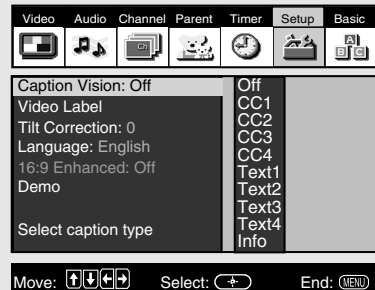 Video Audio Channel Parent Timer Setup Basic
Ch
A
B C
Caption Vision: Off
Video Label
Tilt Correction: 0
Language: English
16:9 Enhanced: Off
Demo
Select caption type
Off
CC1
CC2
CC3
CC4
Text1
Text2
Text3
Text4
Info
Move: Select: End: MENU